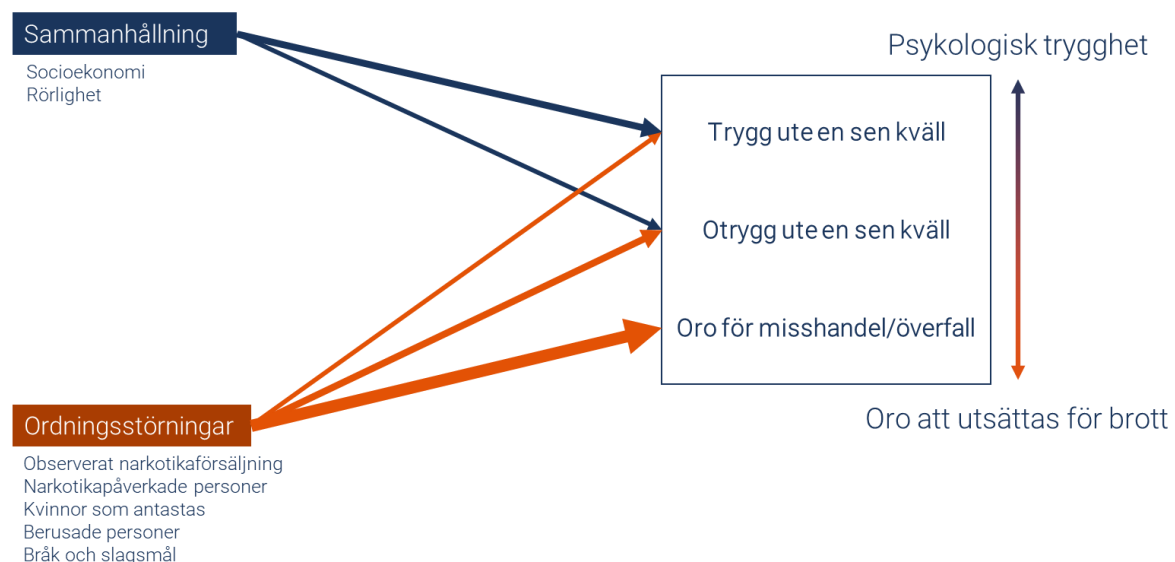 Sammanhållning
Socioekonomi
Rörlighet
Psykologisk trygghet
Trygg ute en sen kväll
Otrygg ute en sen kväll
Oro för misshandel/överfall
Oro att utsättas för brott
Ordningsstörningar
Observerat narkotikaförsäljning
Narkotikapåverkade personer
Kvinnor som antastas
Berusade personer
Bråk och slagsmål